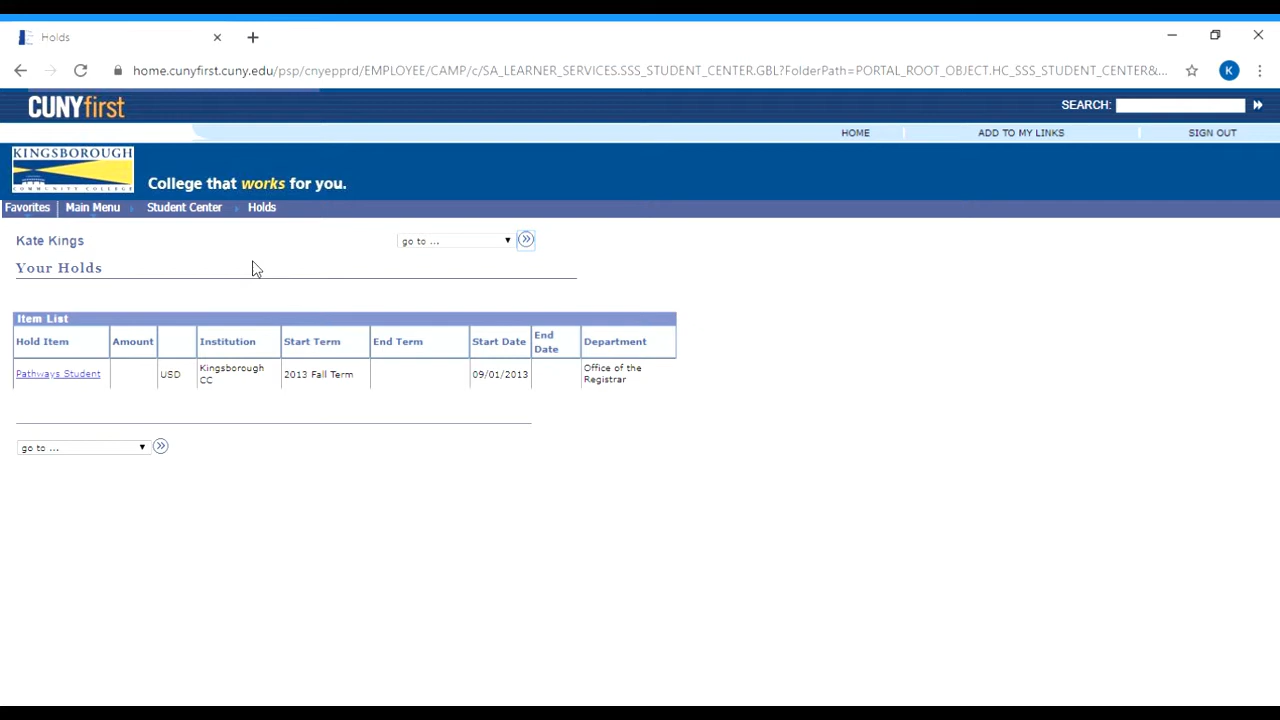 Holds
home.cunyfirst.cuny.edu/psp/cnyepprd/EMPLOYEE/CAMP/c/SA_LEARNER_SERVICES.SSS_STUDENT_CENTER.GBL?FolderPath=PORTAL_ROOT_OBJECT.HC_SSS_STUDENT_CENTER&... K
CUNYfirst SEARCH:
HOME ADD TO MY LINKS SIGN OUT
KINGSBOROUGH
COMMUNITY COLLEGE
College that works for you.
Favorites Main Menu Student Center Holds
Kate Kings go to ...
Your Holds
Item List
Hold Item Amount Institution Start Term End Term Start Date End Date Department
Pathways Student USD Kingsborough CC 2013 Fall Term 09/01/2013 Office of the Registrar
go to ...